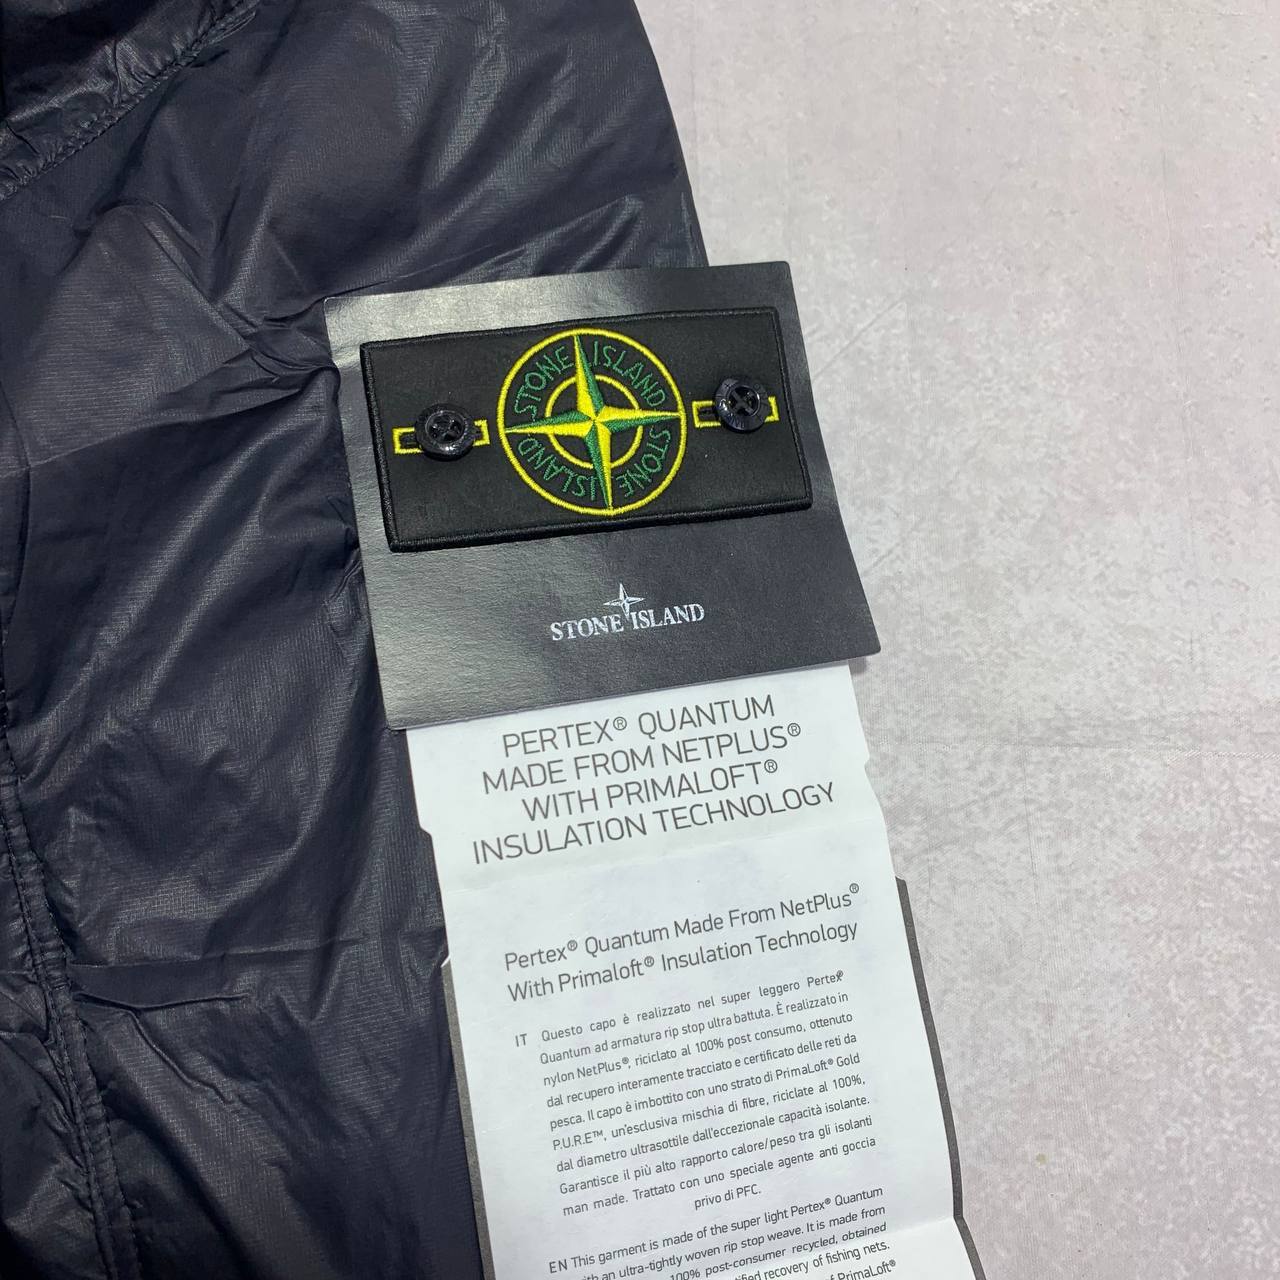 STONE ISLAND
STONE ISLAND
STONE ISLAND
PERTEX® QUANTUM
MADE FROM NETPLUS®
WITH PRIMALOFT®
INSULATION TECHNOLOGY
Pertex® Quantum Made From NetPlus®
With Primaloft® Insulation Technology
IT Questo capo è realizzato nel super leggero Pertex®
Quantum ad armatura rip stop ultra battuta. È realizzato in
nylon NetPlus®, riciclato al 100% post consumo, ottenuto
dal recupero interamente tracciato e certificato delle reti da
pesca. Il capo è imbottito con uno strato di PrimaLoft® Gold
P.U.R.E™, un'esclusiva mischia di fibre, riciclate al 100%,
dal diametro ultrasottile dall'eccezionale capacità isolante.
Garantisce il più alto rapporto calore/peso tra gli isolanti
man made. Trattato con uno speciale agente anti goccia
privo di PFC.
EN This garment is made of the super light Pertex® Quantum
with an ultra-tightly woven rip stop weave. It is made from
100% post-consumer recycled, obtained
recovery of fishing nets.
of PrimaLoft®